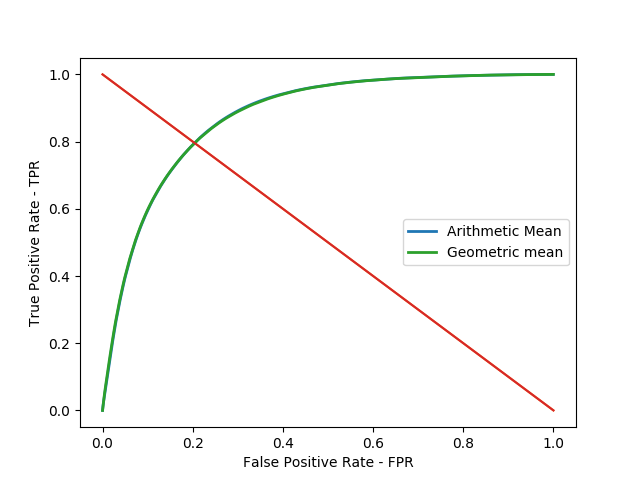 1.0
0.8
0.6
0.4
0.2
0.0
True Positive Rate - TPR
Arithmetic Mean
Geometric mean
0.0 0.2 0.4 0.6 0.8 1.0
False Positive Rate - FPR